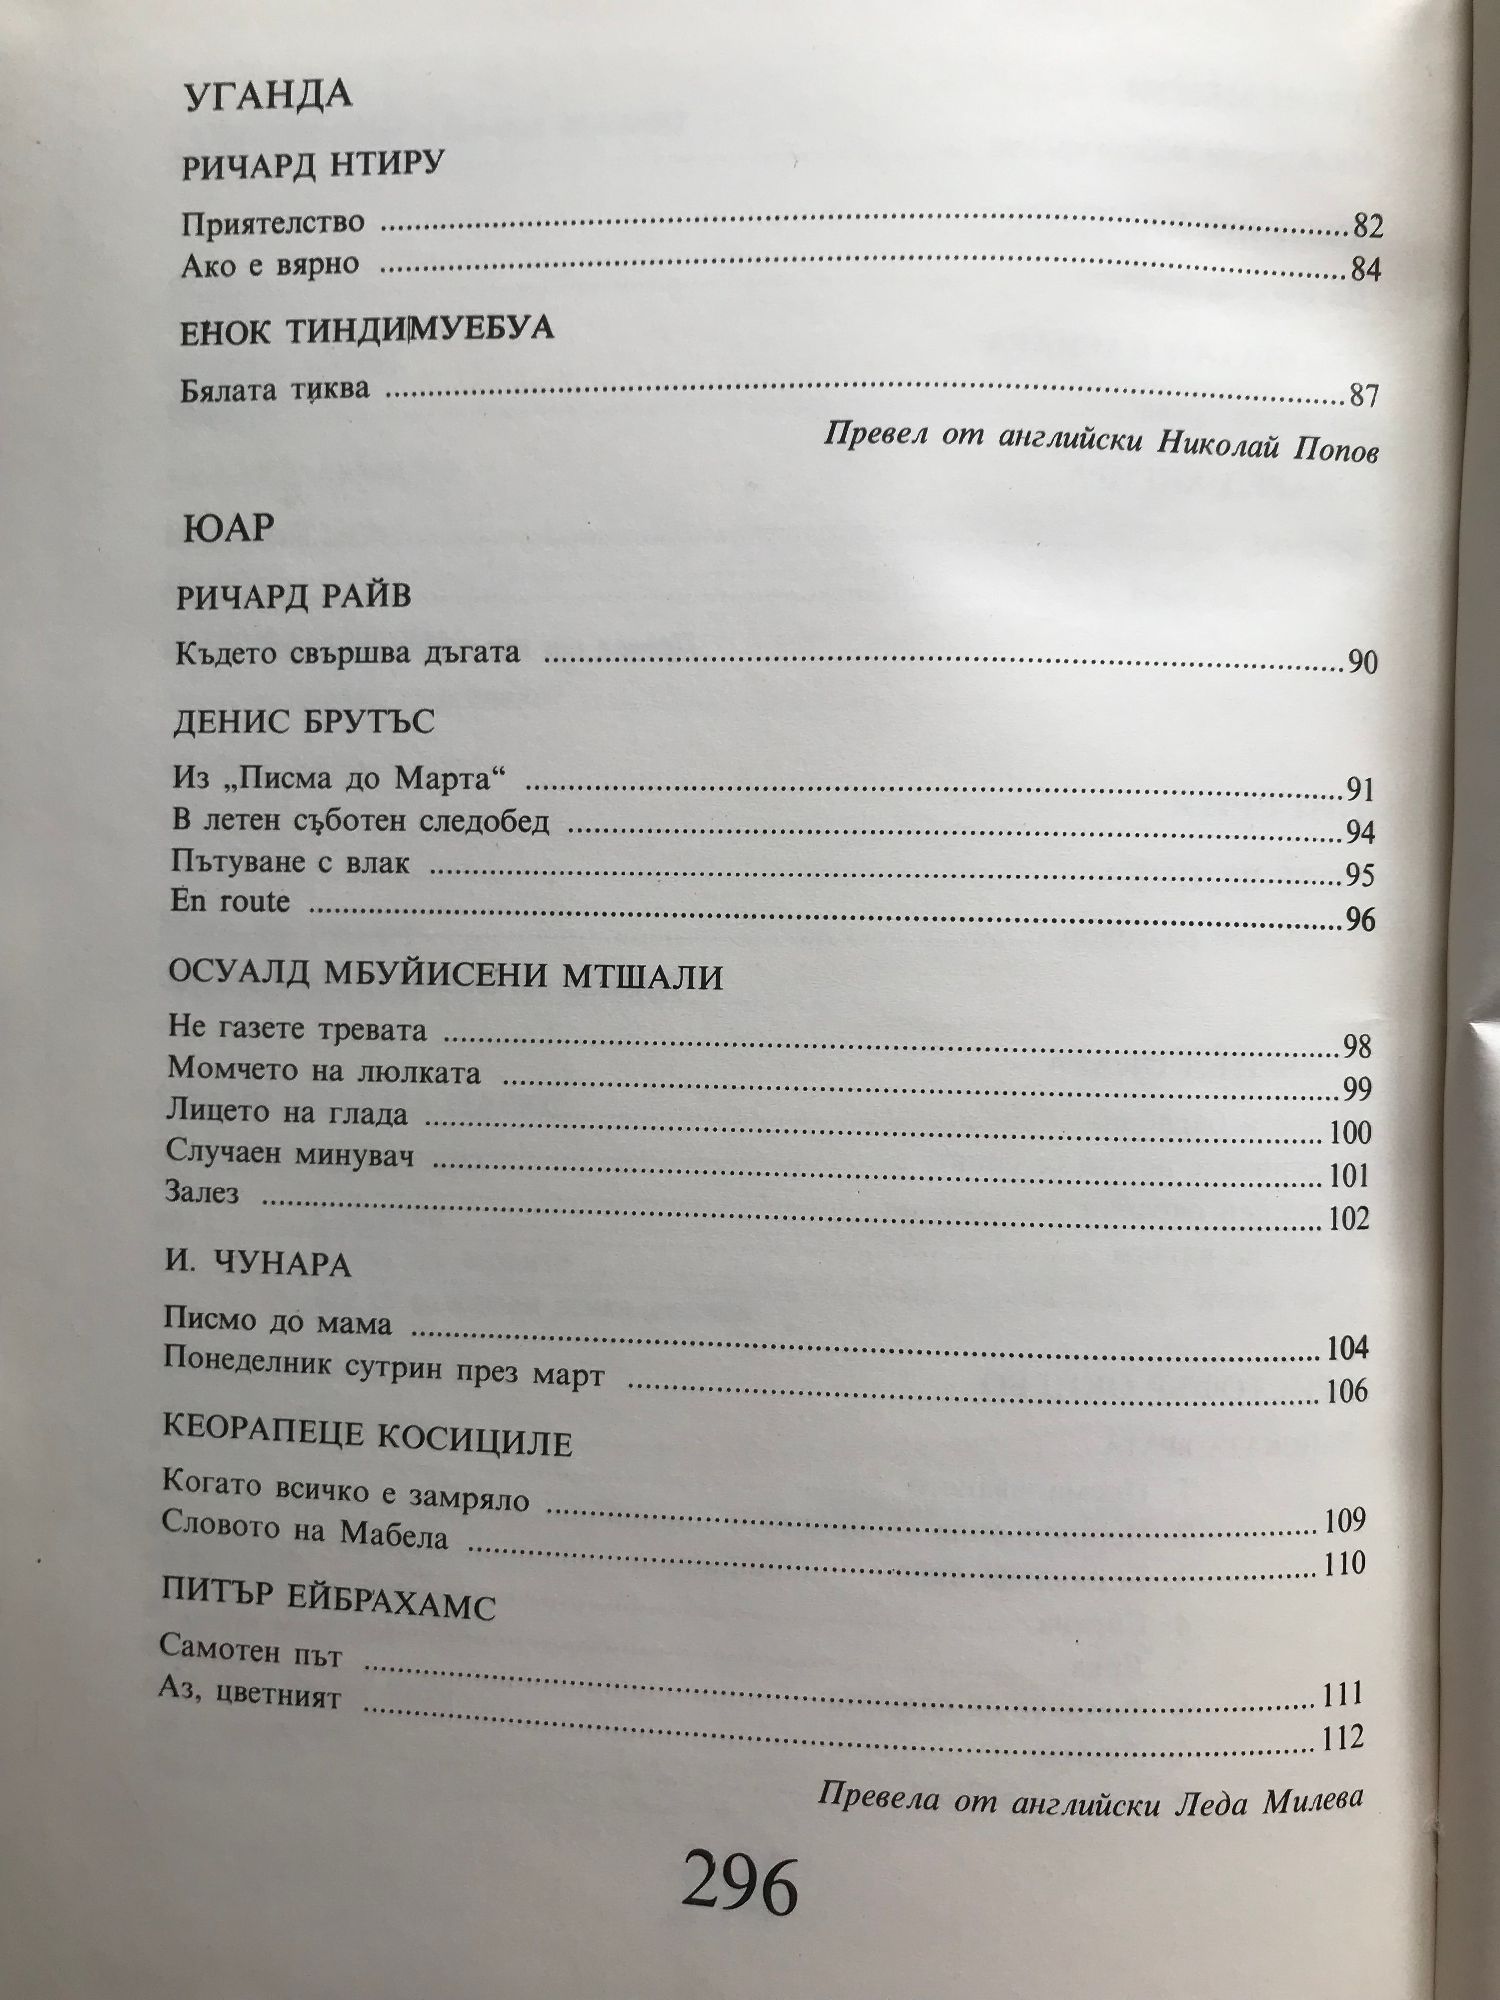 УГАНДА
РИЧАРД НТИРУ
Приятелство ..... 82
Ако е вярно ..... 84
ЕНОК ТИНДИМУЕБУА
Бялата тиква ..... 87
Превел от английски Николай Попов
ЮАР
РИЧАРД РАЙВ
Където свършва дъгата ..... 90
ДЕНИС БРУТЪС
Из „Писма до Марта“ ..... 91
В летен съботен следобед ..... 94
Пътуване с влак ..... 95
En route ..... 96
ОСУАЛД МБУЙИСЕНИ МТШАЛИ
Не газете тревата ..... 98
Момчето на люлката ..... 99
Лицето на глада ..... 100
Случаен минувач ..... 101
Залез ..... 102
И. ЧУНАРА
Писмо до мама ..... 104
Понеделник сутрин през март ..... 106
КЕОРАПЕЦЕ КОСИЦИЛЕ
Когато всичко е замряло ..... 109
Словото на Мабела ..... 110
ПИТЪР ЕЙБРАХАМС
Самотен път ..... 111
Аз, цветният ..... 112
Превела от английски Леда Милева
296